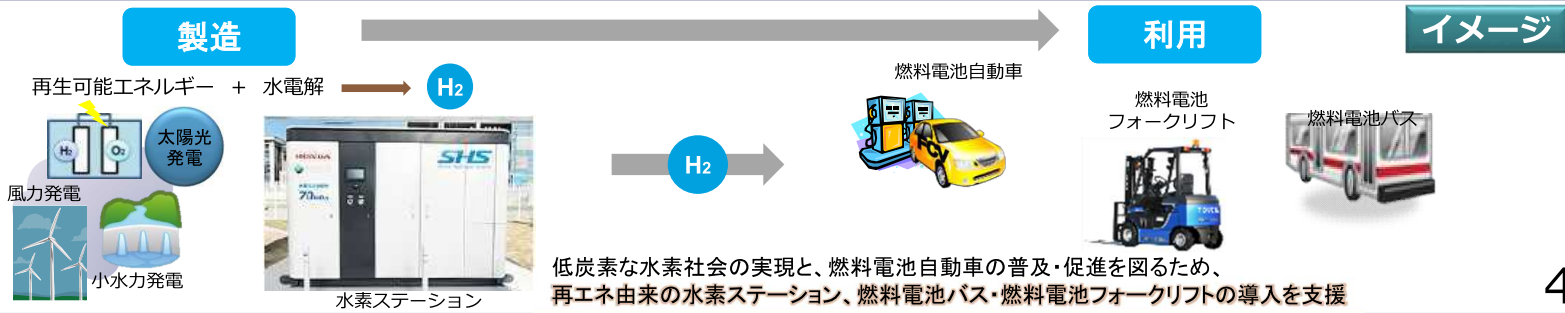 製造
利用
イメージ
再生可能エネルギー + 水電解
H2
燃料電池自動車
燃料電池
フォークリフト
燃料電池バス
H2
O2
太陽光
発電
HONDA
SHS
70MPa
H2
FCV
風力発電
小水力発電
水素ステーション
低炭素な水素社会の実現と、燃料電池自動車の普及・促進を図るため、
再エネ由来の水素ステーション、燃料電池バス・燃料電池フォークリフトの導入を支援
4